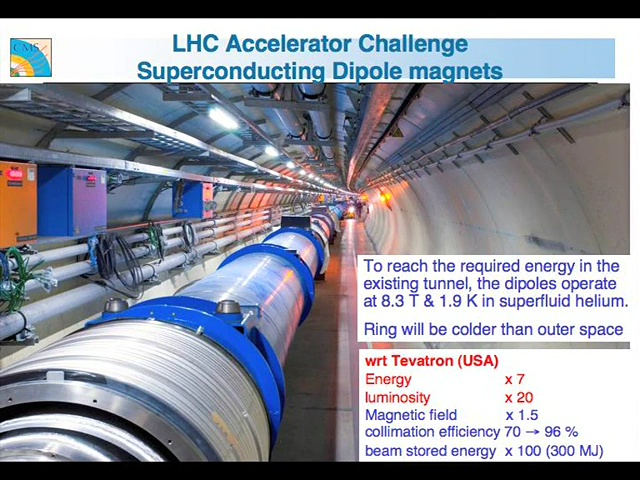 CMS
LHC Accelerator Challenge
Superconducting Dipole magnets
To reach the required energy in the
existing tunnel, the dipoles operate
at 8.3 T & 1.9 K in superfluid helium.
Ring will be colder than outer space
wrt Tevatron (USA)
Energy x 7
luminosity x 20
Magnetic field x 1.5
collimation efficiency 70 → 96 %
beam stored energy x 100 (300 MJ)